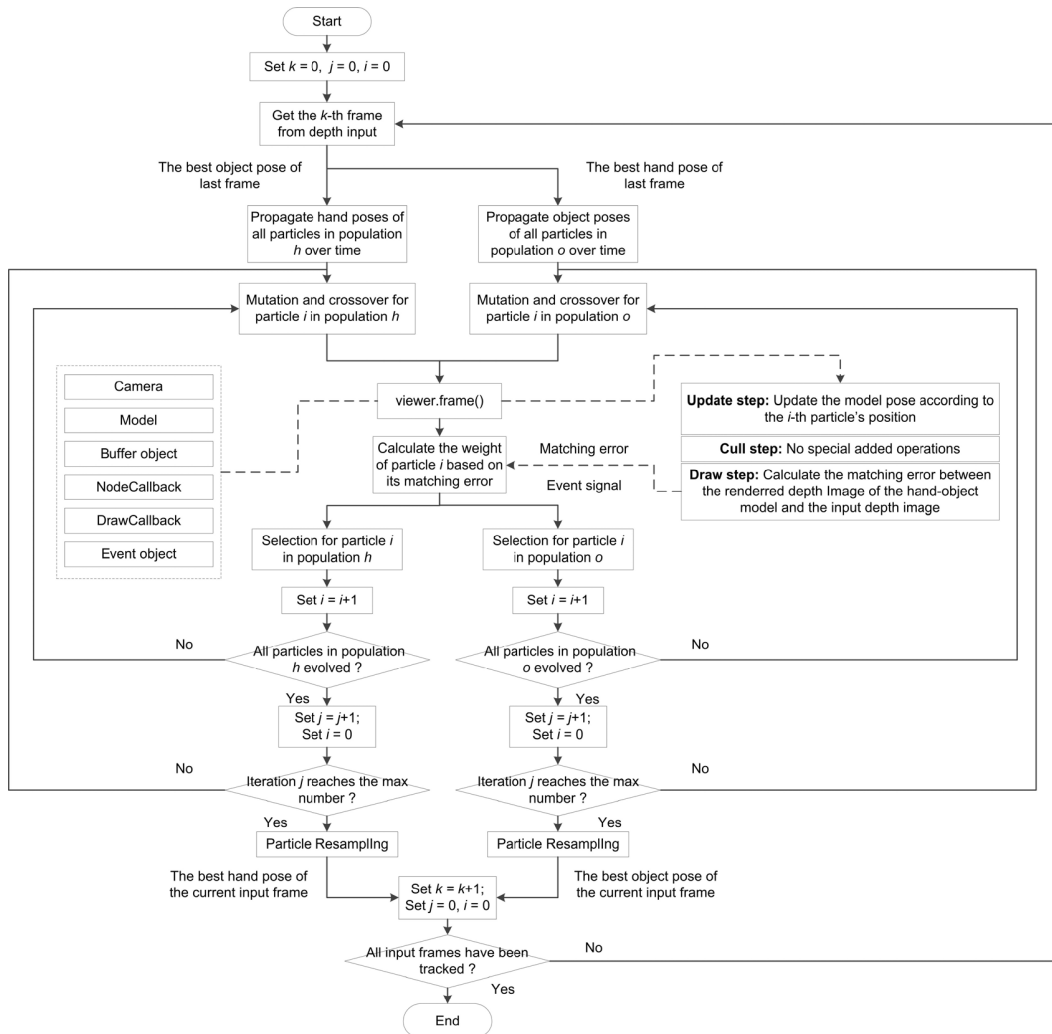 Start
Set k = 0, j = 0, i = 0
Get the k-th frame
from depth input
The best object pose of
last frame
The best hand pose of
last frame
Propagate hand poses of
all particles in population
h over time
Propagate object poses
of all particles in
population o over time
Mutation and crossover for
particle i in population h
Mutation and crossover for
particle i in population o
Camera
Model
Buffer object
NodeCallback
DrawCallback
Event object
viewer.frame()
Update step: Update the model pose according to
the i-th particle's position
Cull step: No special added operations
Draw step: Calculate the matching error between
the renderred depth Image of the hand-object
model and the input depth image
Calculate the weight
of particle i based on
its matching error
Matching error
Event signal
Selection for particle i
in population h
Selection for particle i
in population o
Set i = i+1
Set i = i+1
No
All particles in population
h evolved ?
All particles in population
o evolved ?
No
Yes
Yes
Set j = j+1;
Set i = 0
Set j = j+1;
Set i = 0
No
Iteration j reaches the max
number ?
Iteration j reaches the max
number ?
No
Yes
Yes
Particle ResamplIng
Particle ResamplIng
The best hand pose of
the current input frame
The best object pose of
the current input frame
Set k = k+1;
Set j = 0, i = 0
All input frames have been
tracked ?
No
Yes
End